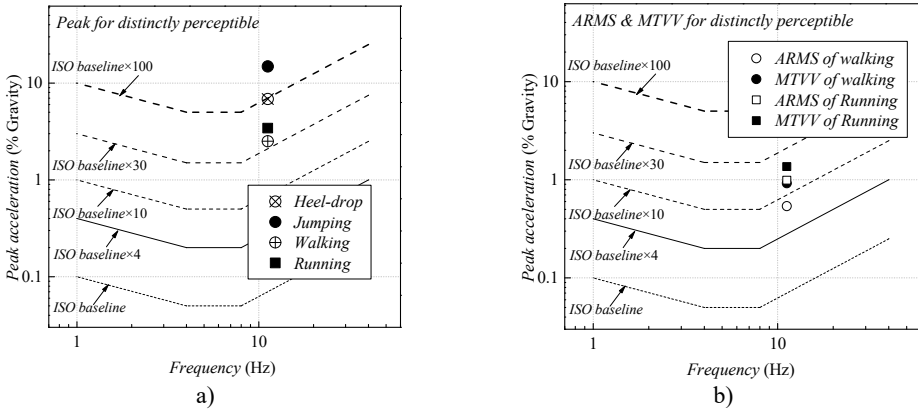 Peak for distinctly perceptible
ISO baseline×100
ISO baseline×30
ISO baseline×10
ISO baseline×4
ISO baseline
Heel-drop
Jumping
Walking
Running
10
1
0.1
Peak acceleration (% Gravity)
1
10
Frequency (Hz)
a)
ARMS & MTVV for distinctly perceptible
ISO baseline×100
ISO baseline×30
ISO baseline×10
ISO baseline×4
ISO baseline
ARMS of walking
MTVV of walking
ARMS of Running
MTVV of Running
10
1
0.1
Peak acceleration (% Gravity)
1
10
Frequency (Hz)
b)